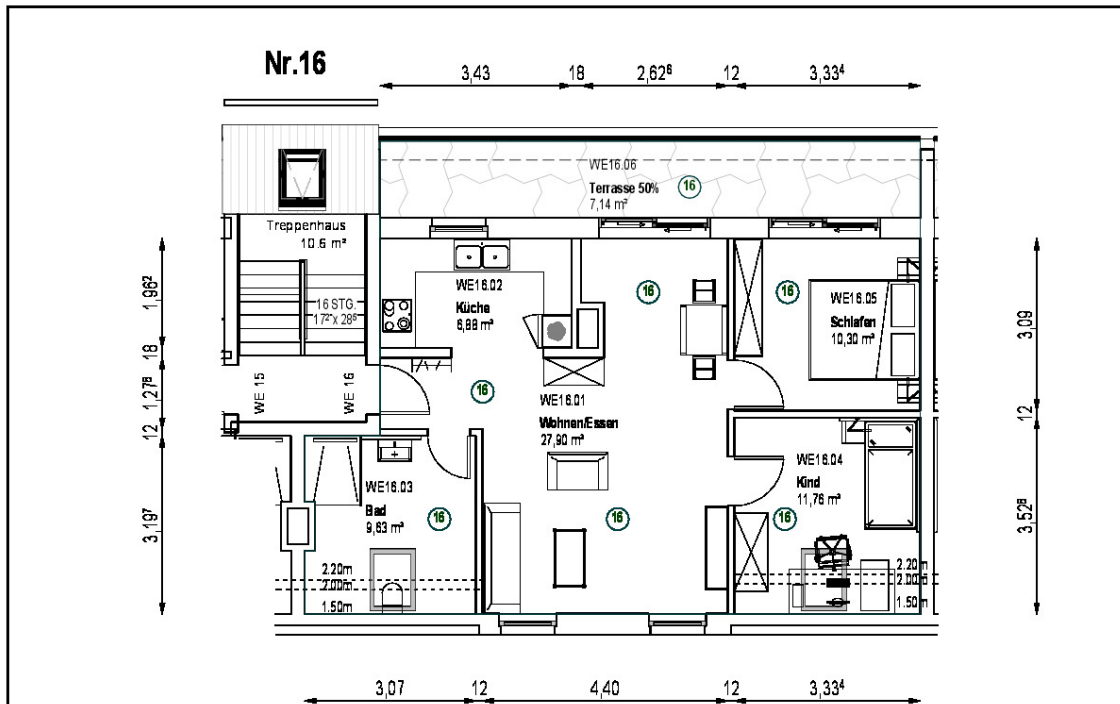 Nr.16
3,43 18 2,62⁶ 12 3,33⁴
WE16.06
Terrasse 50% 16
7,14 m²
Treppenhaus
10.6 m²
16 STG.
17²' x 28⁵
WE 15
WE 16
WE16.02
Küche
6,88 m²
16
16
WE16.05
Schlafen
10,30 m²
16
WE16.01
Wohnen/Essen
27,90 m²
16
WE16.03
Bad
9,63 m²
16
WE16.04
Kind
11,76 m²
16
2.20m
2.00m
1.50m
2.20m
2.00m
1.50m
1,96²
18
1,27⁸
12
3,19⁷
3,09
12
3,52⁸
3,07 12 4,40 12 3,33⁴